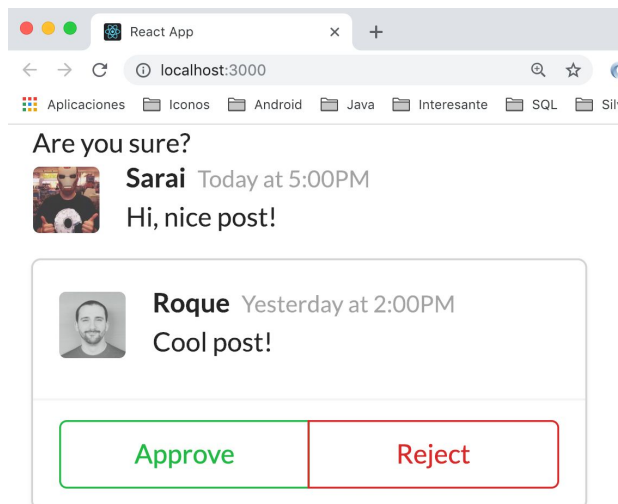 React App
localhost:3000
Aplicaciones Iconos Android Java Interesante SQL Sil
Are you sure?
Sarai Today at 5:00PM
Hi, nice post!
Roque Yesterday at 2:00PM
Cool post!
Approve Reject